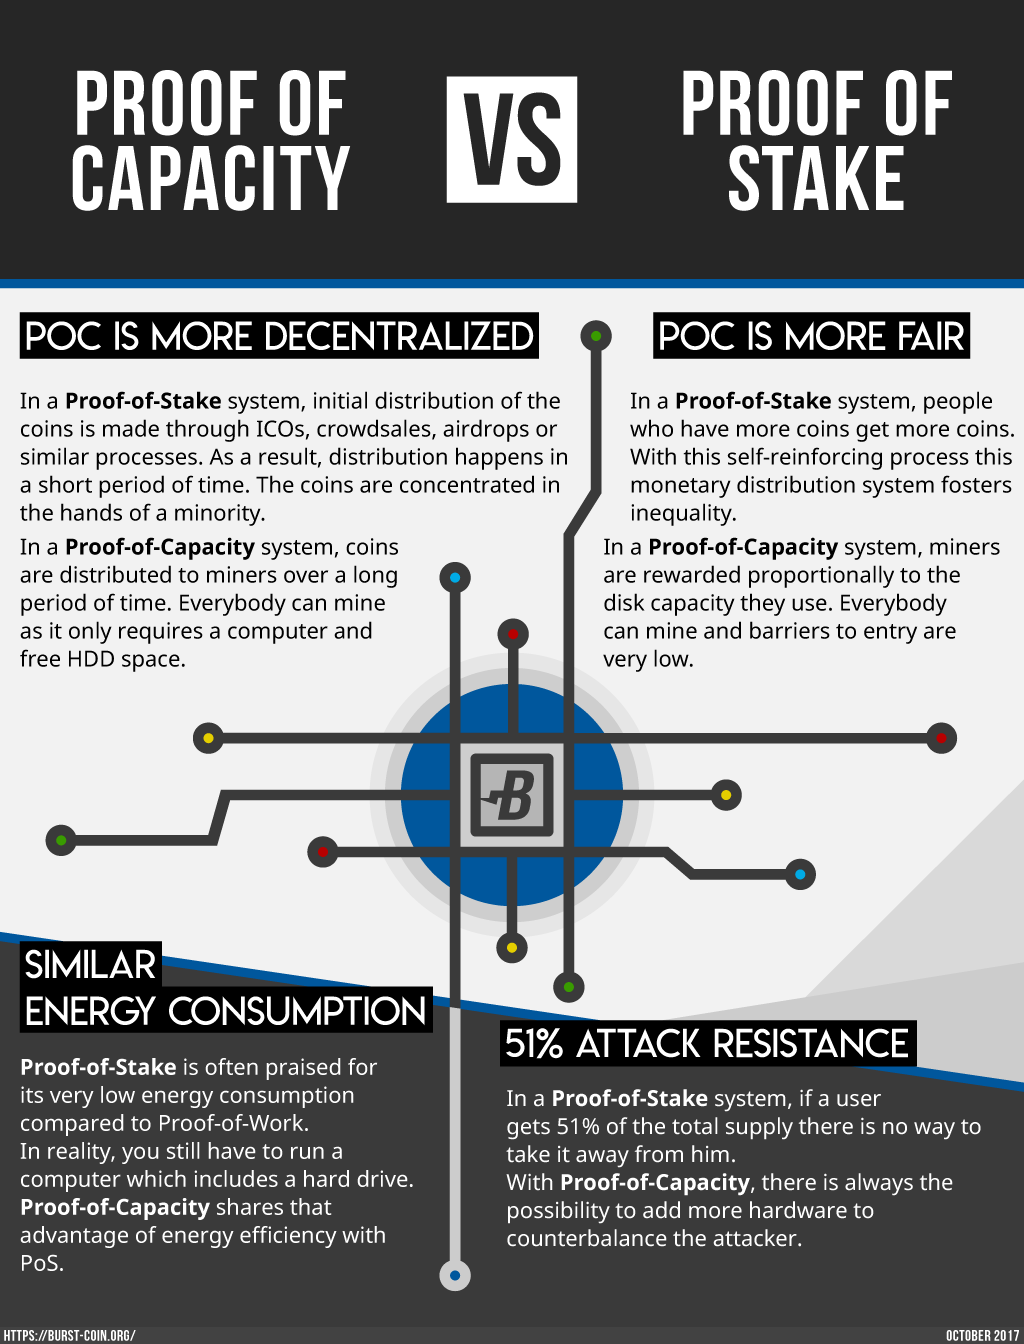 PROOF OF
CAPACITY
VS
PROOF OF
STAKE
POC IS MORE DECENTRALIZED
In a Proof-of-Stake system, initial distribution of the
coins is made through ICOs, crowdsales, airdrops or
similar processes. As a result, distribution happens in
a short period of time. The coins are concentrated in
the hands of a minority.
In a Proof-of-Capacity system, coins
are distributed to miners over a long
period of time. Everybody can mine
as it only requires a computer and
free HDD space.
POC IS MORE FAIR
In a Proof-of-Stake system, people
who have more coins get more coins.
With this self-reinforcing process this
monetary distribution system fosters
inequality.
In a Proof-of-Capacity system, miners
are rewarded proportionally to the
disk capacity they use. Everybody
can mine and barriers to entry are
very low.
B
SIMILAR
ENERGY CONSUMPTION
Proof-of-Stake is often praised for
its very low energy consumption
compared to Proof-of-Work.
In reality, you still have to run a
computer which includes a hard drive.
Proof-of-Capacity shares that
advantage of energy efficiency with
PoS.
51% ATTACK RESISTANCE
In a Proof-of-Stake system, if a user
gets 51% of the total supply there is no way to
take it away from him.
With Proof-of-Capacity, there is always the
possibility to add more hardware to
counterbalance the attacker.
HTTPS://BURST-COIN.ORG/
OCTOBER 2017